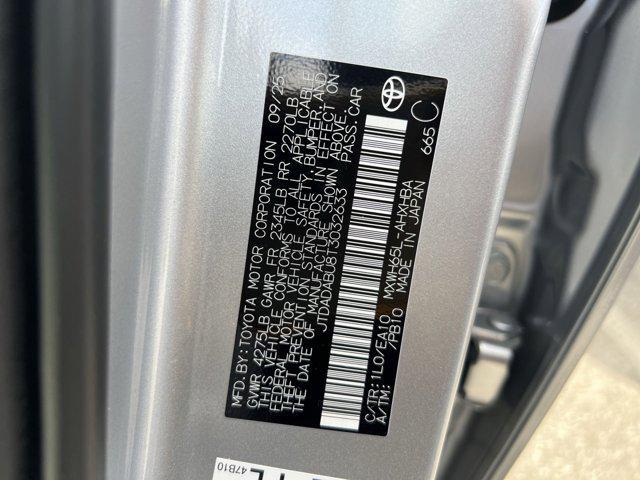 MFD. BY: TOYOTA MOTOR CORPORATION 09/25
GVWR 4275LB GAWR FR 2345LB RR 2270LB
THIS VEHICLE CONFORMS TO ALL APPLICABLE
FEDERAL MOTOR VEHICLE SAFETY, BUMPER, AND
THEFT PREVENTION STANDARDS IN EFFECT ON
THE DATE OF MANUFACTURE SHOWN ABOVE.
JTDADABU8T3032633 PASS. CAR
C/TR: 1L0/EA10 MXWH65L-AHXHBA
A/TM: /PB10 MADE IN JAPAN
665 C
47B10